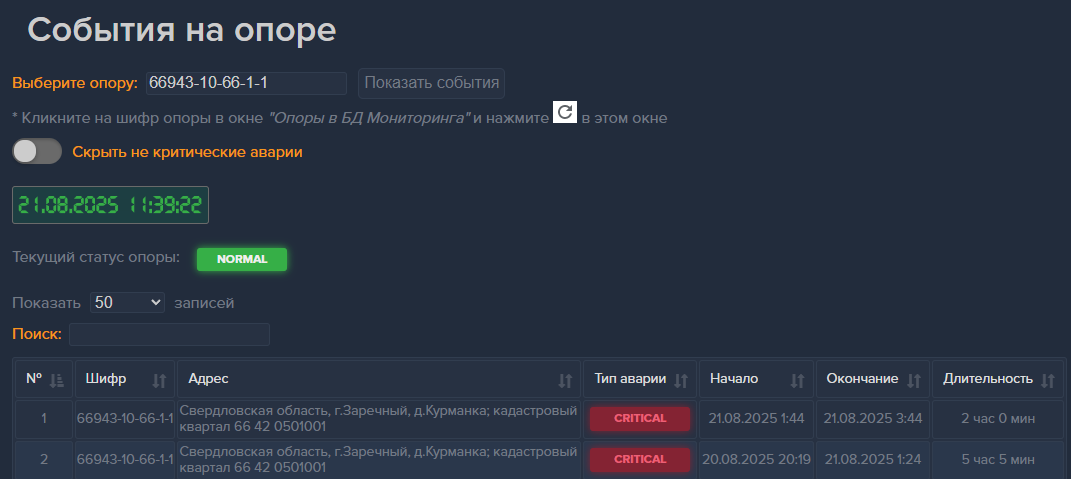 События на опоре
Выберите опору: 66943-10-66-1-1 Показать события
* Кликните на шифр опоры в окне "Опоры в БД Мониторинга" и нажмите в этом окне
Скрыть не критические аварии
21.08.2025 11:39:22
Текущий статус опоры: NORMAL
Показать 50 записей
Поиск:
№ Шифр Адрес Тип аварии Начало Окончание Длительность
1 66943-10-66-1-1 Свердловская область, г.Заречный, д.Курманка; кадастровый
квартал 66 42 0501001 CRITICAL 21.08.2025 1:44 21.08.2025 3:44 2 час 0 мин
2 66943-10-66-1-1 Свердловская область, г.Заречный, д.Курманка; кадастровый
квартал 66 42 0501001 CRITICAL 20.08.2025 20:19 21.08.2025 1:24 5 час 5 мин